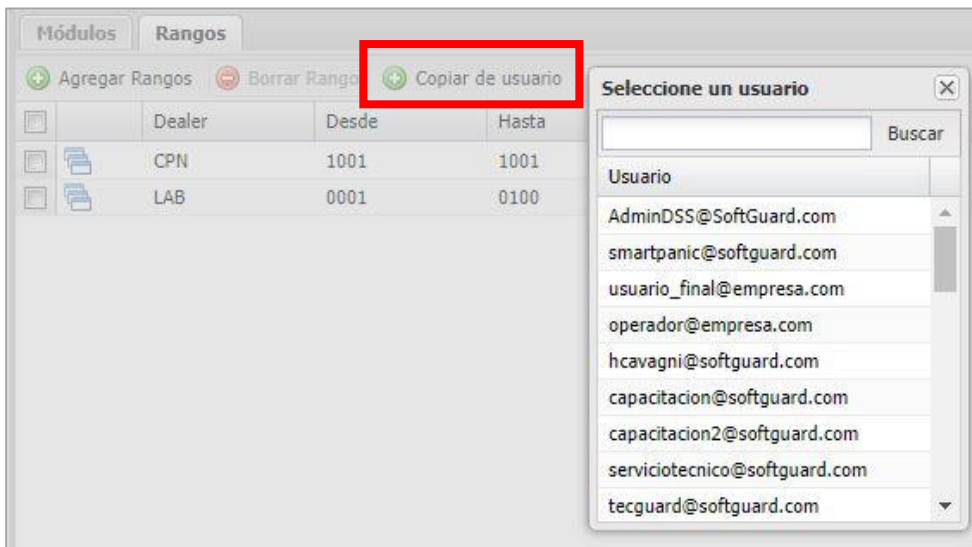 Módulos Rangos
Agregar Rangos Borrar Rango Copiar de usuario
Dealer Desde Hasta
CPN 1001 1001
LAB 0001 0100
Seleccione un usuario
Buscar
Usuario
AdminDSS@SoftGuard.com
smartpanic@softguard.com
usuario_final@empresa.com
operador@empresa.com
hcavagni@softguard.com
capacitacion@softguard.com
capacitacion2@softguard.com
serviciotecnico@softguard.com
tecguard@softguard.com